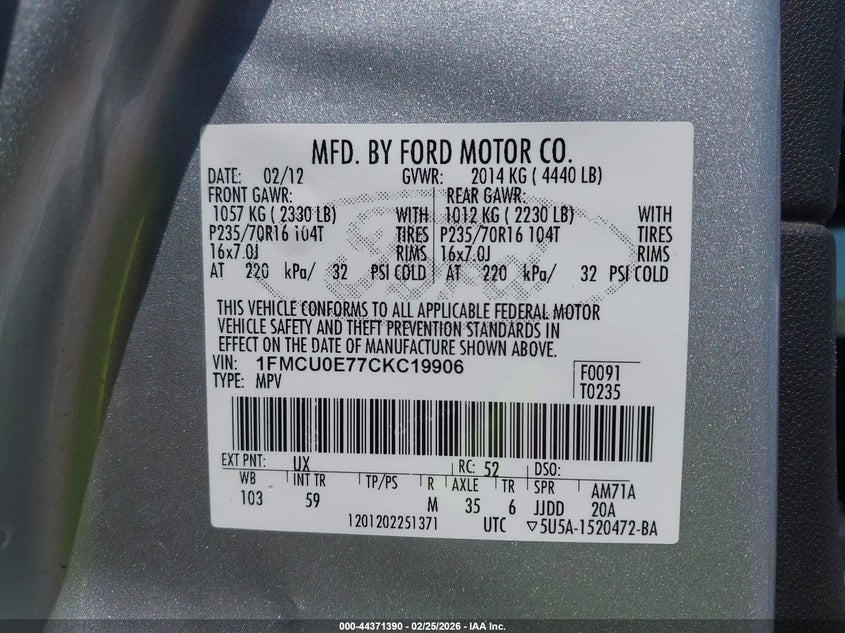 MFD. BY FORD MOTOR CO.
DATE: 02/12 GVWR: 2014 KG ( 4440 LB)
FRONT GAWR: REAR GAWR:
1057 KG ( 2330 LB) WITH 1012 KG ( 2230 LB) WITH
P235/70R16 104T TIRES P235/70R16 104T TIRES
16x7.0J RIMS 16x7.0J RIMS
AT 220 kPa/ 32 PSI COLD AT 220 kPa/ 32 PSI COLD
Ford
THIS VEHICLE CONFORMS TO ALL APPLICABLE FEDERAL MOTOR
VEHICLE SAFETY AND THEFT PREVENTION STANDARDS IN
EFFECT ON THE DATE OF MANUFACTURE SHOWN ABOVE.
VIN: 1FMCU0E77CKC19906 F0091
TYPE: MPV T0235
EXT PNT: UX RC: 52 DSO:
WB INT TR TP/PS R AXLE TR SPR AM71A
103 59 M 35 6 JJDD 20A
1201202251371 UTC ▽5U5A-1520472-BA
000-44371390 - 02/25/2026 - IAA Inc.